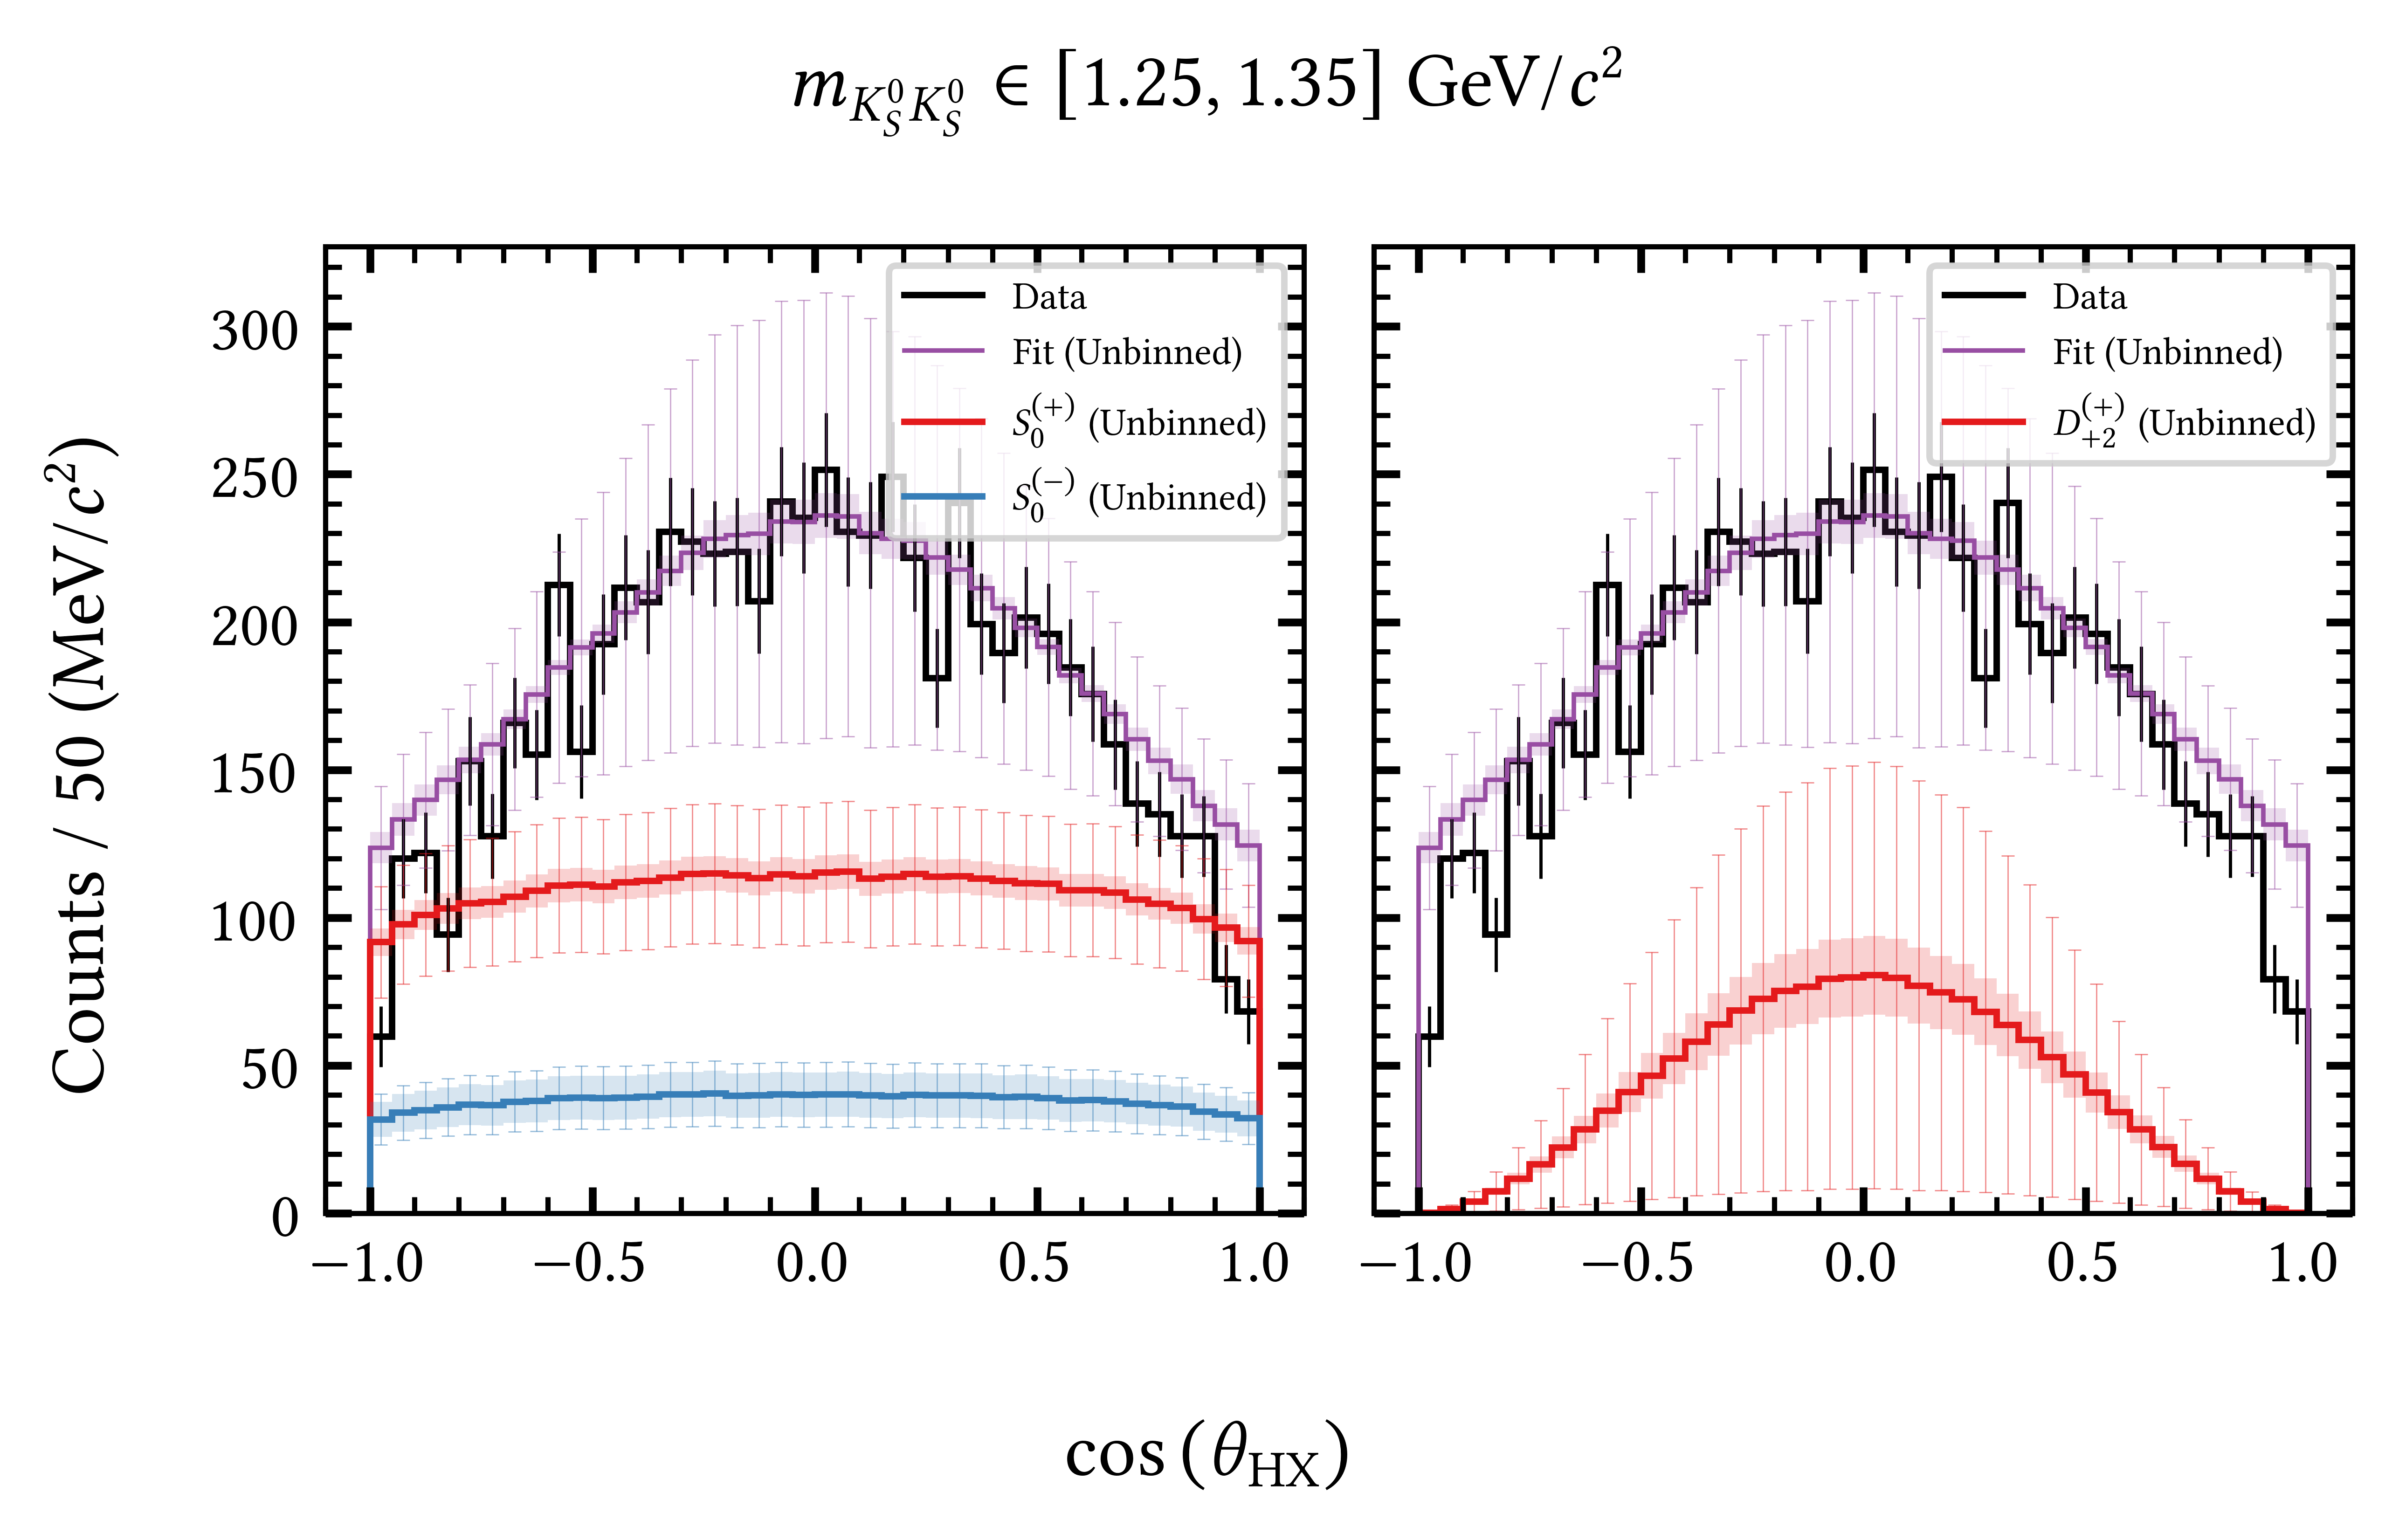 m_{K_S^0 K_S^0} ∈ [1.25, 1.35] GeV/c²
Counts / 50 (MeV/c²)
300
250
200
150
100
50
0
Data
Fit (Unbinned)
S_0^{(+)} (Unbinned)
S_0^{(−)} (Unbinned)
−1.0 −0.5 0.0 0.5 1.0
Data
Fit (Unbinned)
D_{+2}^{(+)} (Unbinned)
−1.0 −0.5 0.0 0.5 1.0
cos (θ_{HX})